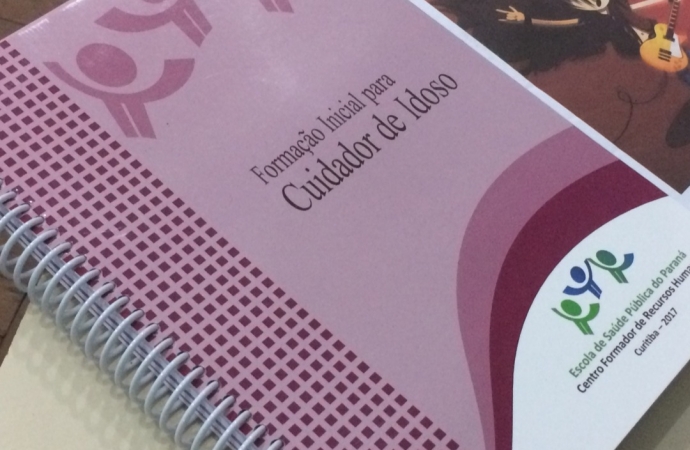 Formação Inicial para
Cuidador de Idoso
Escola de Saúde Pública do Paraná
Centro Formador de Recursos Huma
Curitiba – 2017